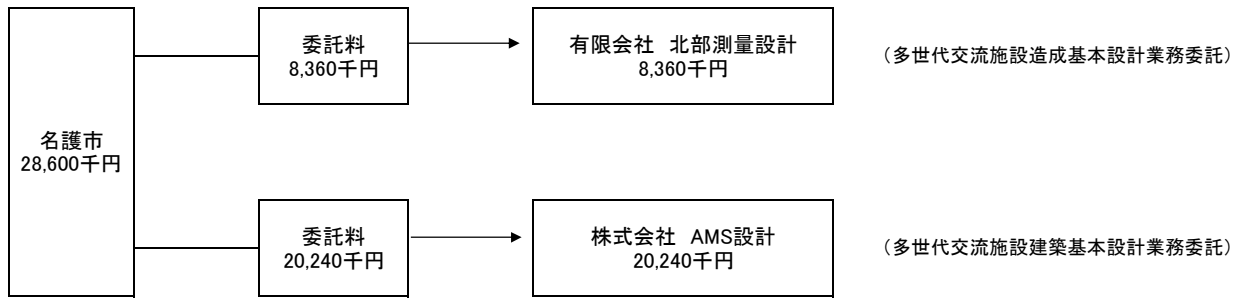 名護市
28,600千円
委託料
8,360千円
有限会社 北部測量設計
8,360千円
（多世代交流施設造成基本設計業務委託）
委託料
20,240千円
株式会社 AMS設計
20,240千円
（多世代交流施設建築基本設計業務委託）